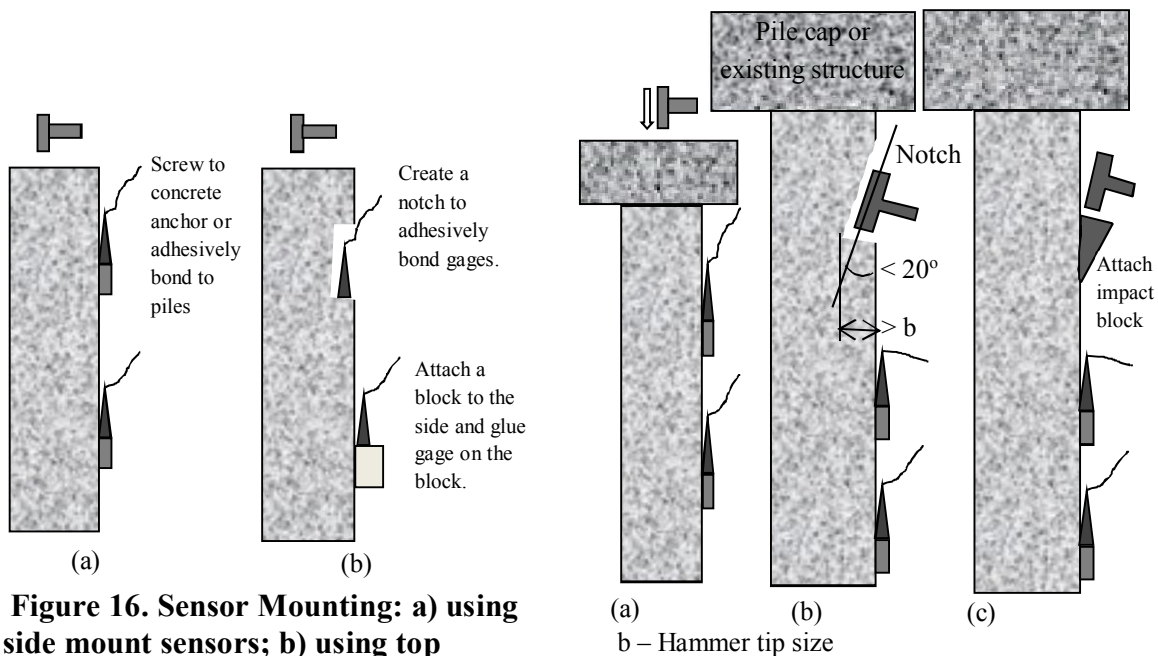 Screw to
concrete
anchor or
adhesively
bond to
piles
(a)
Create a
notch to
adhesively
bond gages.
Attach a
block to the
side and glue
gage on the
block.
(b)
Figure 16. Sensor Mounting: a) using
side mount sensors; b) using top
Pile cap or
existing structure
Notch
< 20º
> b
Attach
impact
block
(a)
(b)
(c)
b – Hammer tip size